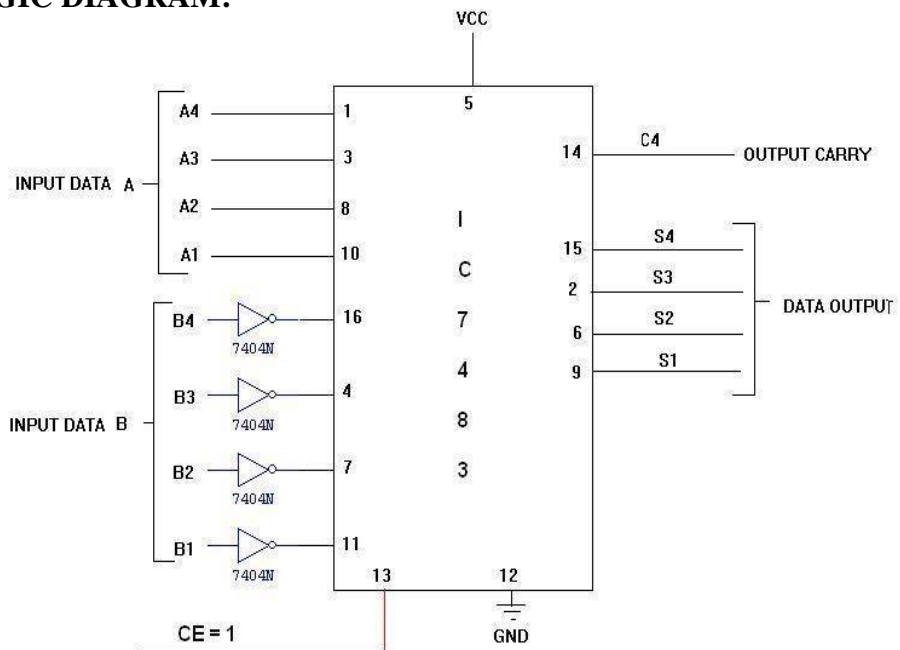 GIC DIAGRAM:
VCC
5
A4 1
14 C4 OUTPUT CARRY
A3 3
INPUT DATA A
A2 8
I
S4
15
A1 10
C
S3
2
DATA OUTPUT
B4 16
7
S2
6
7404N
4
S1
9
B3 4
8
INPUT DATA B
7404N
B2 7
3
7404N
B1 11
7404N
13 12
CE = 1
GND